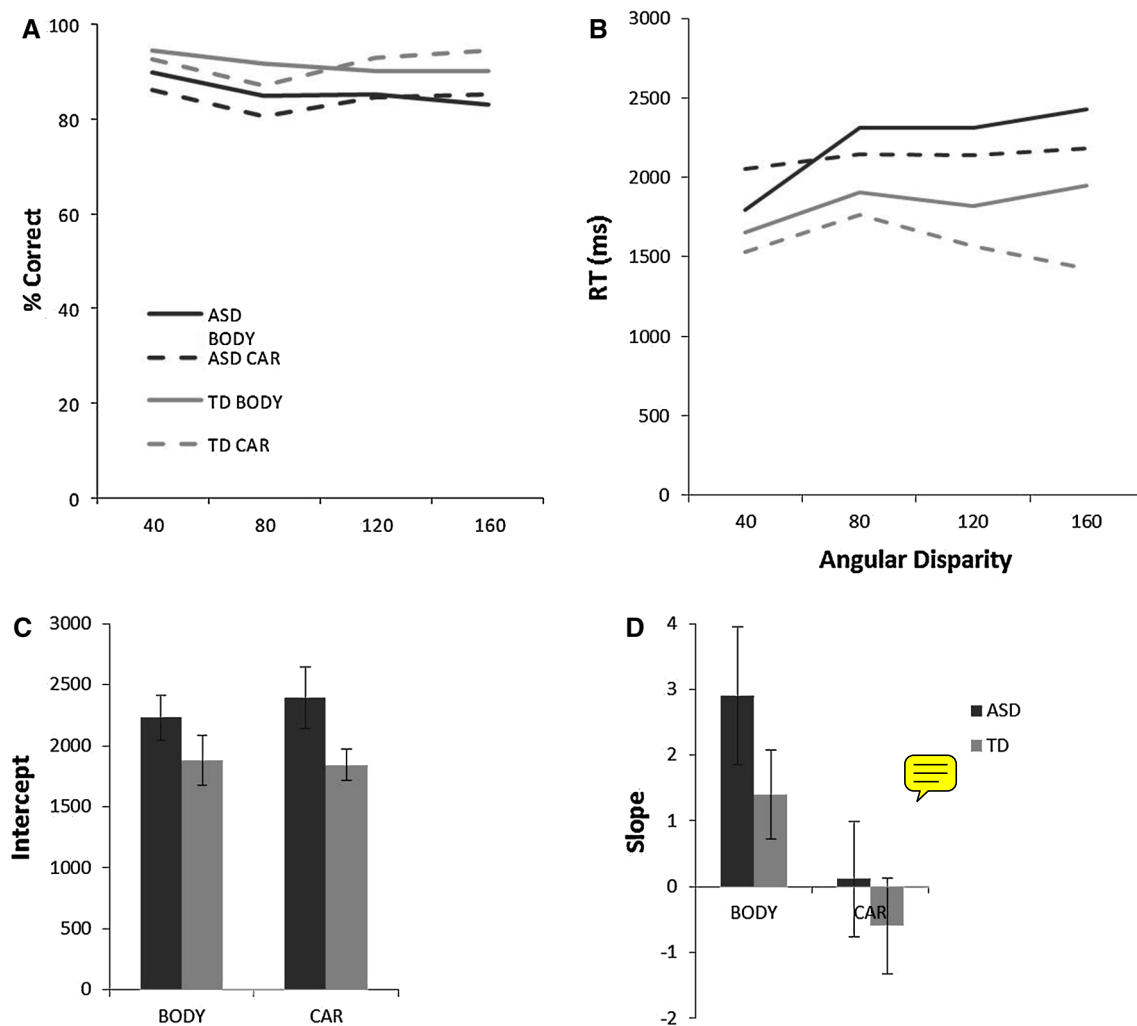 A
100
80
60
40
20
0
% Correct
ASD
BODY
ASD CAR
TD BODY
TD CAR
40 80 120 160
B
3000
2500
2000
1500
1000
500
0
RT (ms)
40 80 120 160
Angular Disparity
C
3000
2500
2000
1500
1000
500
0
Intercept
BODY CAR
D
4
3
2
1
0
-1
-2
Slope
BODY CAR
ASD
TD